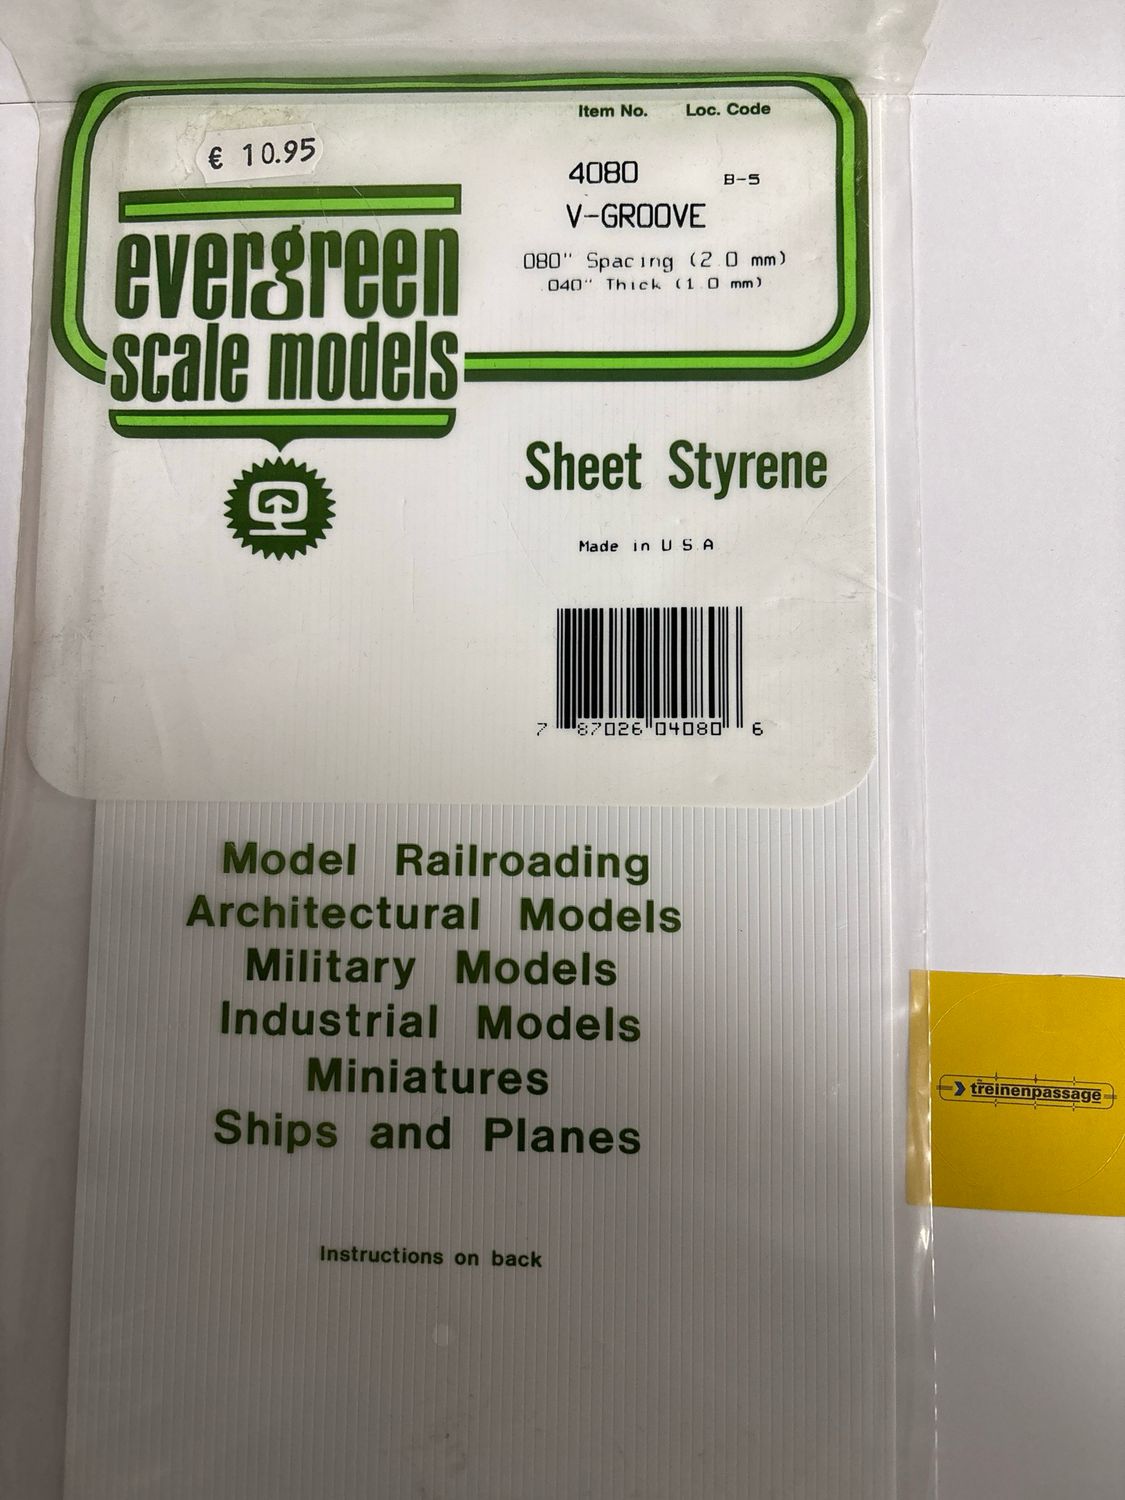 Item No. Loc. Code
€ 10.95
4080 B-5
V-GROOVE
.080" Spacing (2.0 mm)
.040" Thick (1.0 mm)
evergreen
scale models
Sheet Styrene
Made in U.S.A.
7 87026 04080 6
Model Railroading
Architectural Models
Military Models
Industrial Models
Miniatures
Ships and Planes
treinenpassage
Instructions on back